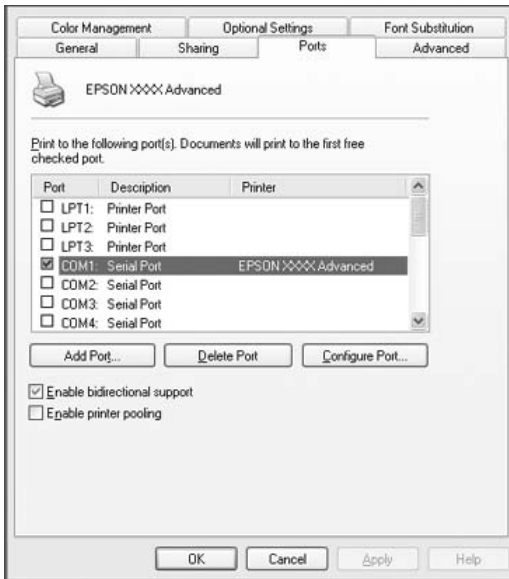 Color Management Optional Settings Font Substitution
General Sharing Ports Advanced
EPSON XXXX Advanced
Print to the following port(s). Documents will print to the first free
checked port.
Port Description Printer
LPT1: Printer Port
LPT2: Printer Port
LPT3: Printer Port
COM1: Serial Port EPSON XXXX Advanced
COM2: Serial Port
COM3: Serial Port
COM4: Serial Port
Add Port... Delete Port Configure Port...
Enable bidirectional support
Enable printer pooling
OK Cancel Apply Help